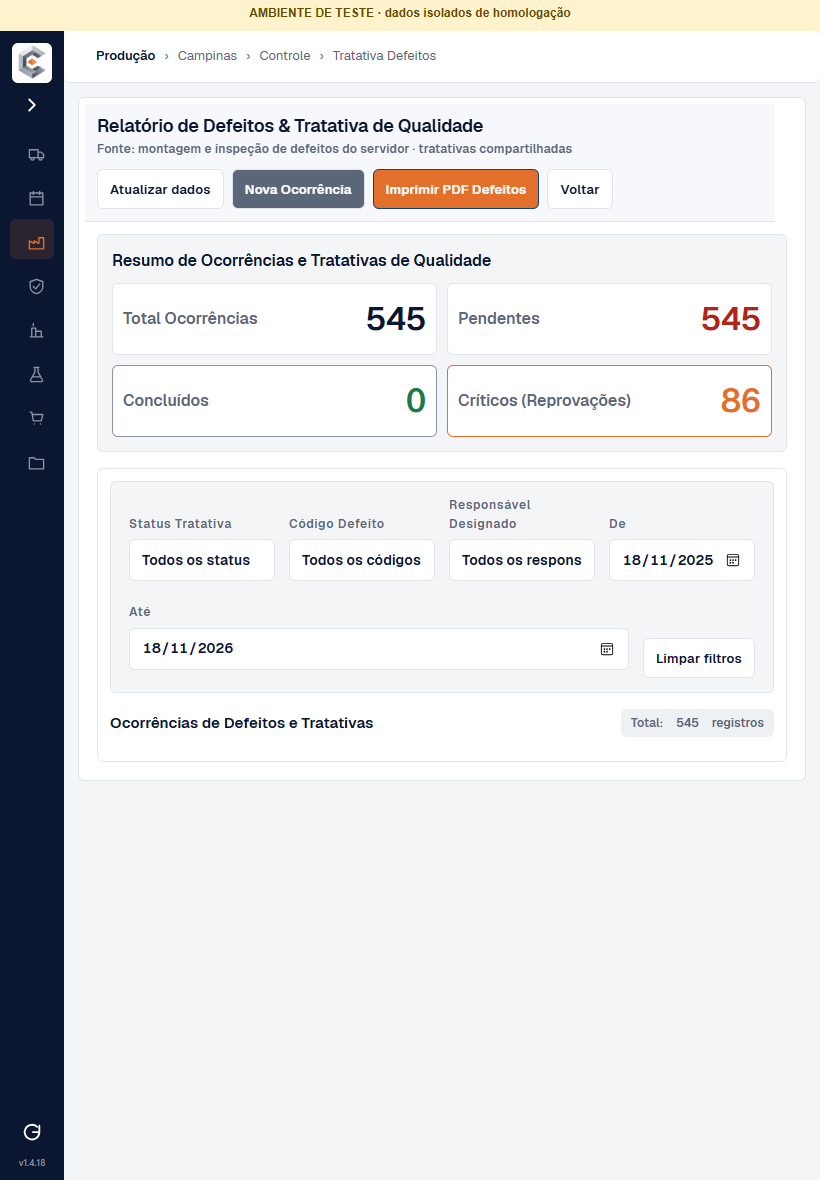 AMBIENTE DE TESTE · dados isolados de homologação
Produção › Campinas › Controle › Tratativa Defeitos
Relatório de Defeitos & Tratativa de Qualidade
Fonte: montagem e inspeção de defeitos do servidor · tratativas compartilhadas
Atualizar dados
Nova Ocorrência
Imprimir PDF Defeitos
Voltar
Resumo de Ocorrências e Tratativas de Qualidade
Total Ocorrências 545
Pendentes 545
Concluídos 0
Críticos (Reprovações) 86
Status Tratativa
Código Defeito
Responsável
Designado
De
Todos os status
Todos os códigos
Todos os respons
18/11/2025
Até
18/11/2026
Limpar filtros
Ocorrências de Defeitos e Tratativas
Total: 545 registros
v1.4.18